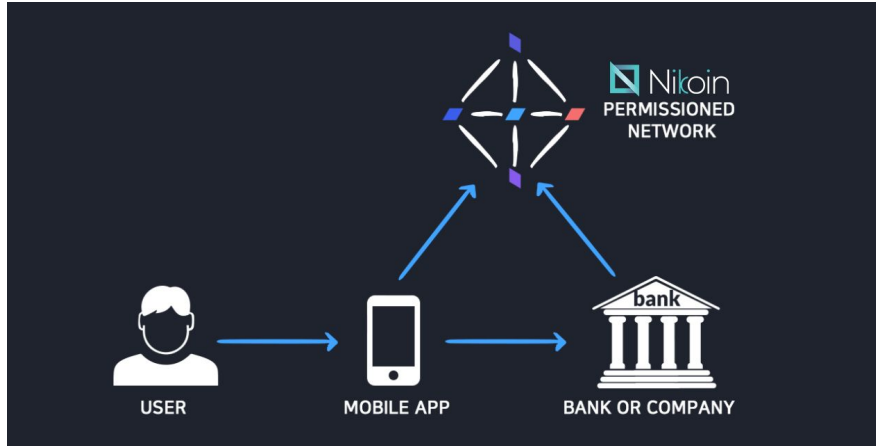 Nikoin
PERMISSIONED
NETWORK
bank
USER
MOBILE APP
BANK OR COMPANY